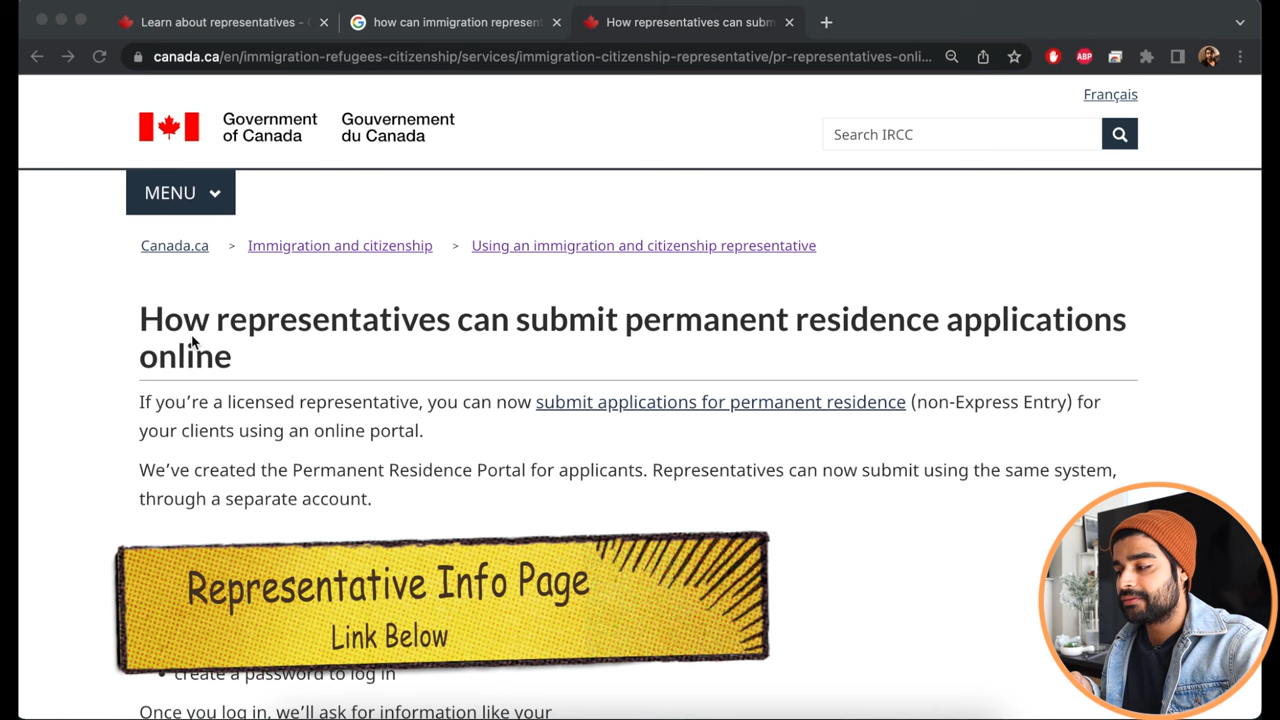 Learn about representatives -
how can immigration represent
How representatives can subm
canada.ca/en/immigration-refugees-citizenship/services/immigration-citizenship-representative/pr-representatives-onli...
ABP
Français
Government of Canada
Gouvernement du Canada
Search IRCC
MENU
Canada.ca > Immigration and citizenship > Using an immigration and citizenship representative
How representatives can submit permanent residence applications
online
If you're a licensed representative, you can now submit applications for permanent residence (non-Express Entry) for
your clients using an online portal.
We've created the Permanent Residence Portal for applicants. Representatives can now submit using the same system,
through a separate account.
Representative Info Page
Link Below
create a password to log in
Once you log in, we'll ask for information like your